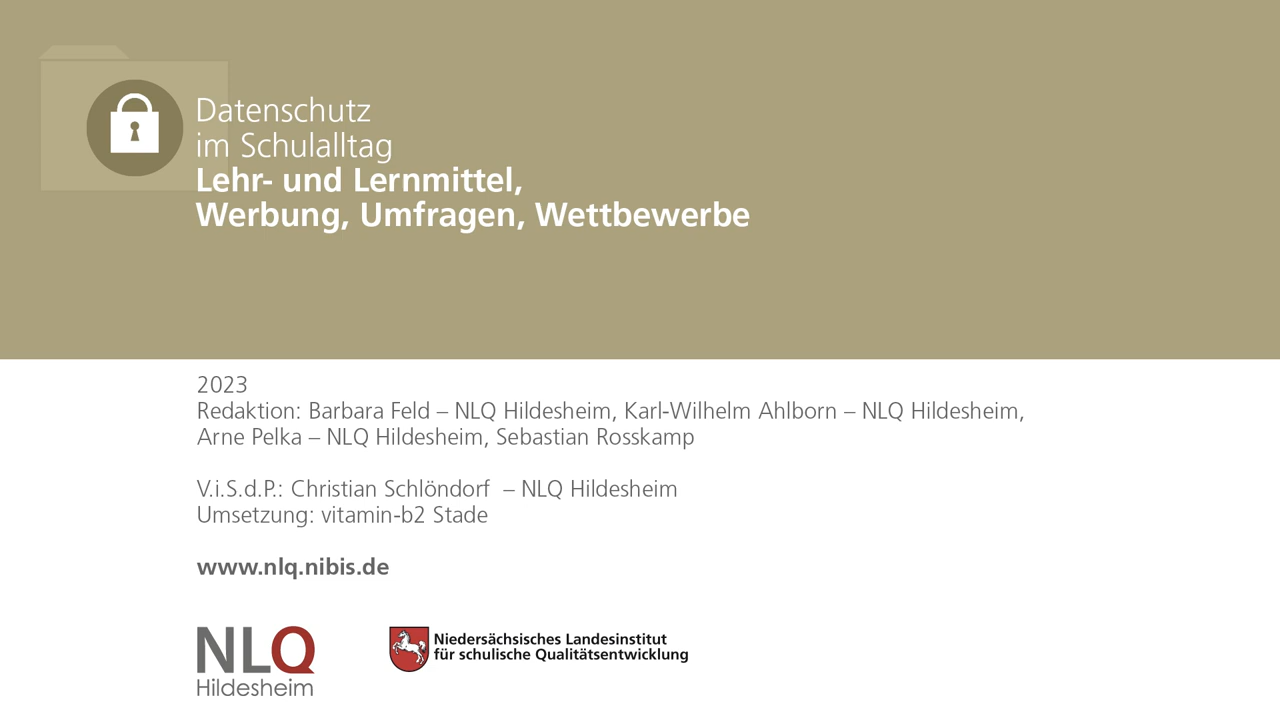 Datenschutz
im Schulalltag
Lehr- und Lernmittel,
Werbung, Umfragen, Wettbewerbe
2023
Redaktion: Barbara Feld – NLQ Hildesheim, Karl-Wilhelm Ahlborn – NLQ Hildesheim,
Arne Pelka – NLQ Hildesheim, Sebastian Rosskamp
V.i.S.d.P.: Christian Schlöndorf – NLQ Hildesheim
Umsetzung: vitamin-b2 Stade
www.nlq.nibis.de
NLQ
Hildesheim
Niedersächsisches Landesinstitut
für schulische Qualitätsentwicklung